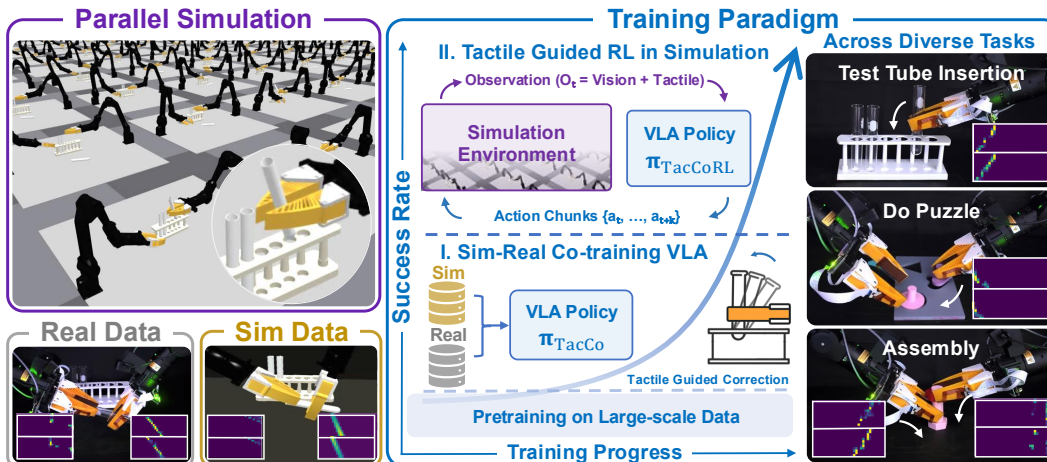 Parallel Simulation
Real Data
Sim Data
Training Paradigm
Success Rate
II. Tactile Guided RL in Simulation
Observation (Oₜ = Vision + Tactile)
Simulation
Environment
VLA Policy
π_TacCoRL
Action Chunks {aₜ, ..., aₜ₊ₖ}
I. Sim-Real Co-training VLA
Sim
Real
VLA Policy
π_TacCo
Tactile Guided Correction
Pretraining on Large-scale Data
Training Progress
Across Diverse Tasks
Test Tube Insertion
Do Puzzle
Assembly